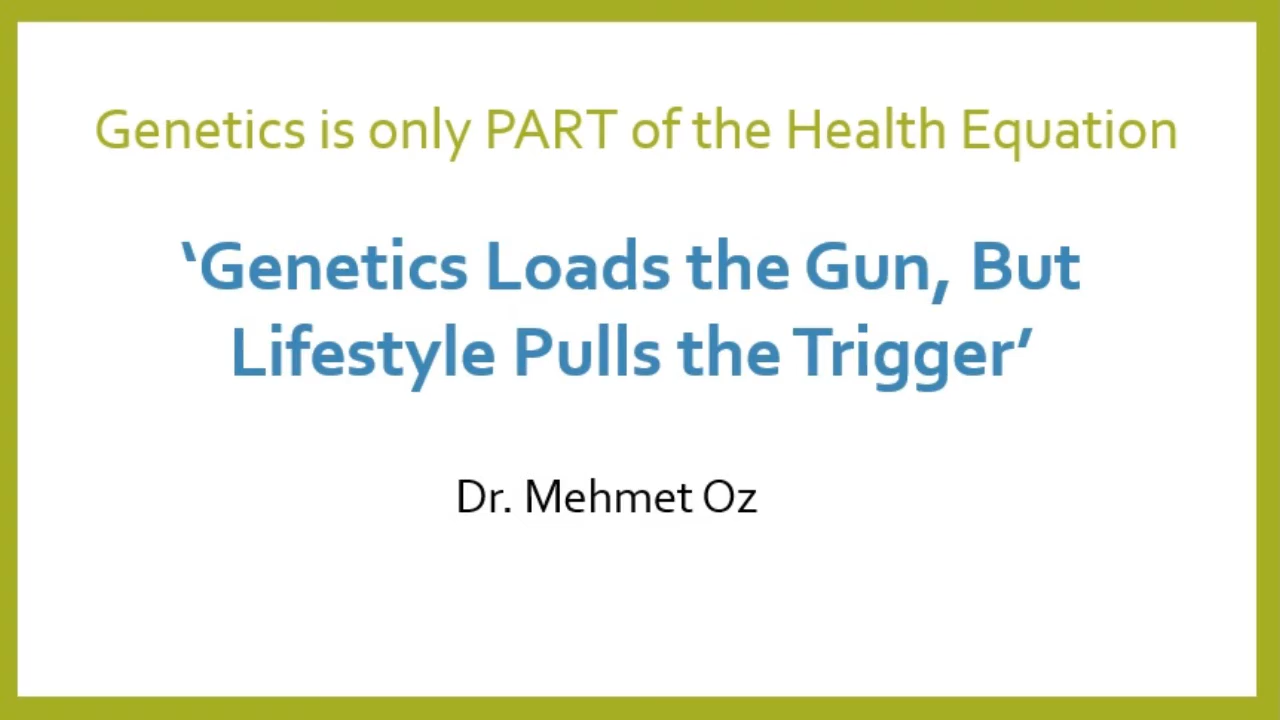 Genetics is only PART of the Health Equation
‘Genetics Loads the Gun, But
Lifestyle Pulls the Trigger’
Dr. Mehmet Oz